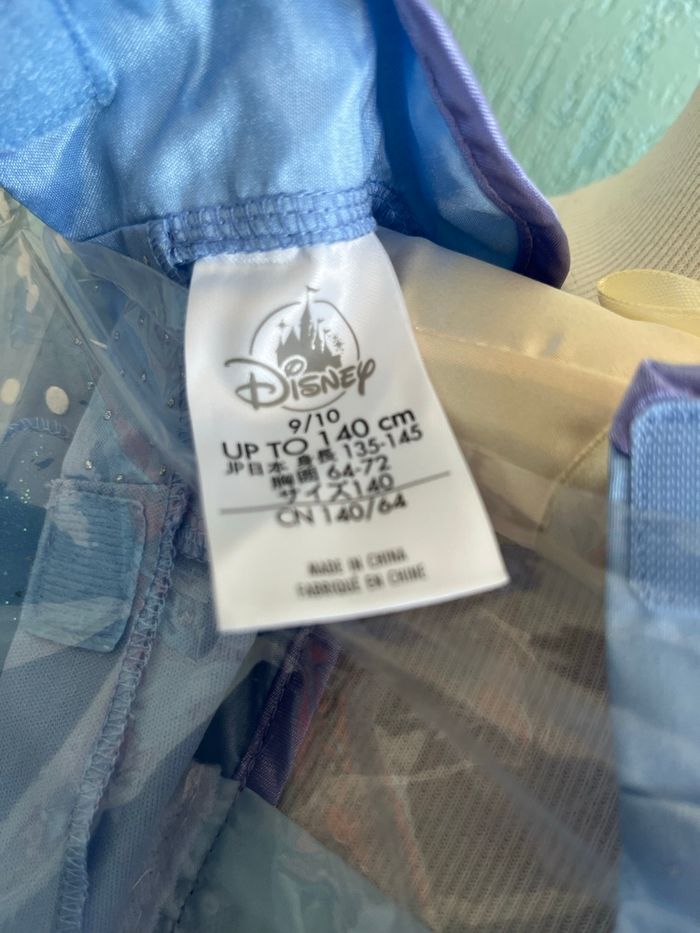 Disney
9/10
UP TO 140 cm
JP日本 身長 135-145
胸囲 64-72
サイズ140
CN 140/64
MADE IN CHINA
FABRIQUÉ EN CHINE